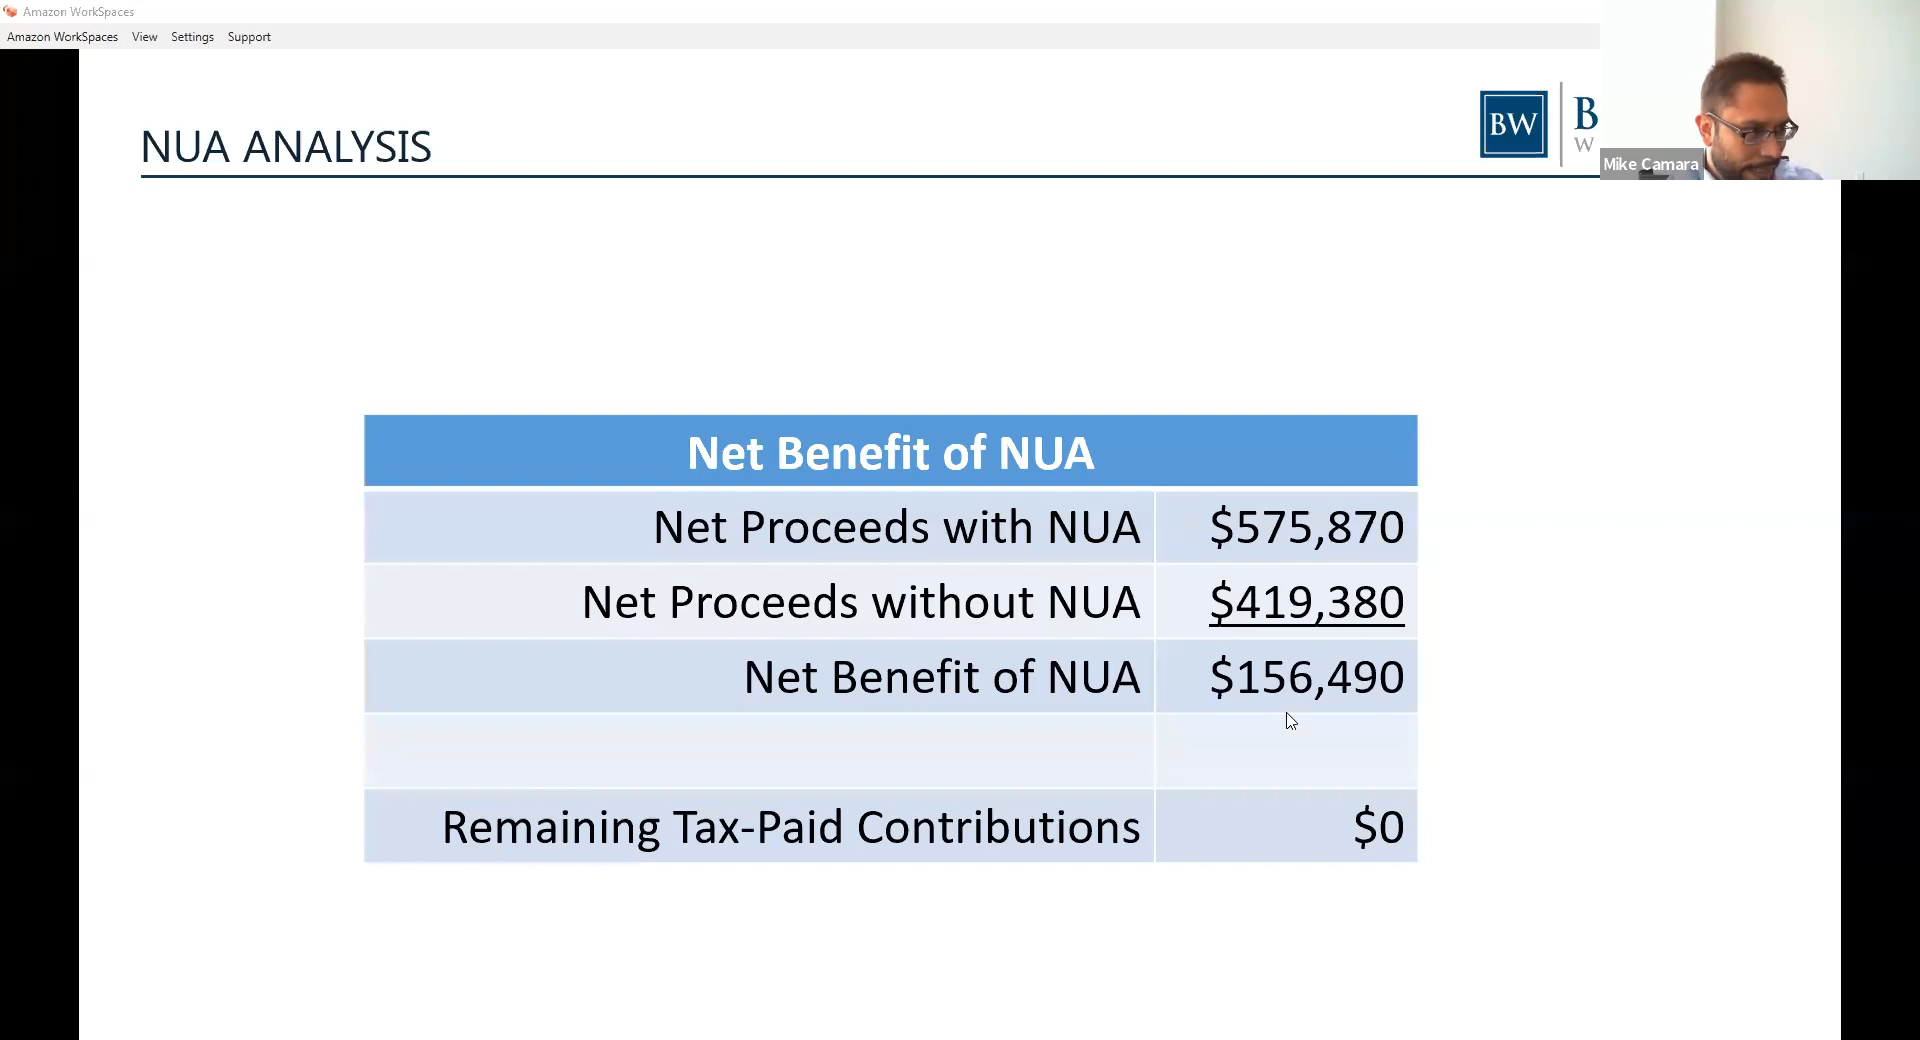 Amazon WorkSpaces
Amazon WorkSpaces View Settings Support
NUA ANALYSIS
BW
B
W
Mike Camara
Net Benefit of NUA
Net Proceeds with NUA $575,870
Net Proceeds without NUA $419,380
Net Benefit of NUA $156,490
Remaining Tax-Paid Contributions $0